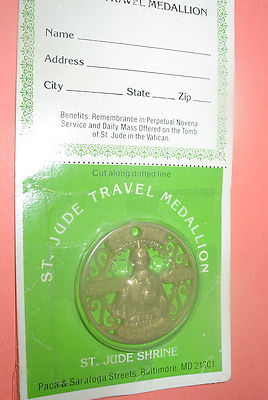 TRAVEL MEDALLION
Name
Address
City State Zip
Benefits: Remembrance in Perpetual Novena
Service and Daily Mass Offered on the Tomb
of St. Jude in the Vatican.
Cut along dotted line
ST. JUDE TRAVEL MEDALLION
ST. JUDE SHRINE
Paca & Saratoga Streets, Baltimore, MD 21201